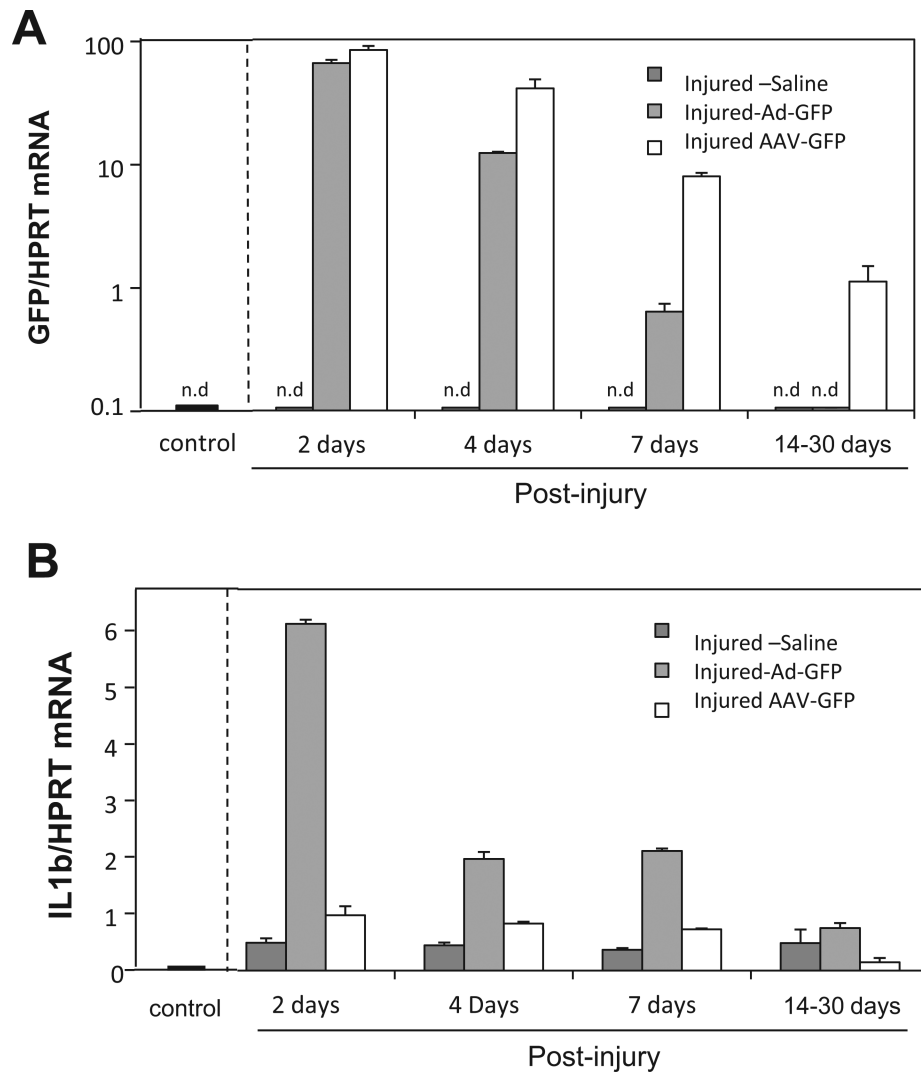 A
GFP/HPRT mRNA
100
10
1
0.1
Injured –Saline
Injured-Ad-GFP
Injured AAV-GFP
n.d
n.d
n.d
n.d
n.d n.d
control
2 days
4 days
7 days
14-30 days
Post-injury
B
IL1b/HPRT mRNA
6
5
4
3
2
1
0
Injured –Saline
Injured-Ad-GFP
Injured AAV-GFP
control
2 days
4 Days
7 days
14-30 days
Post-injury